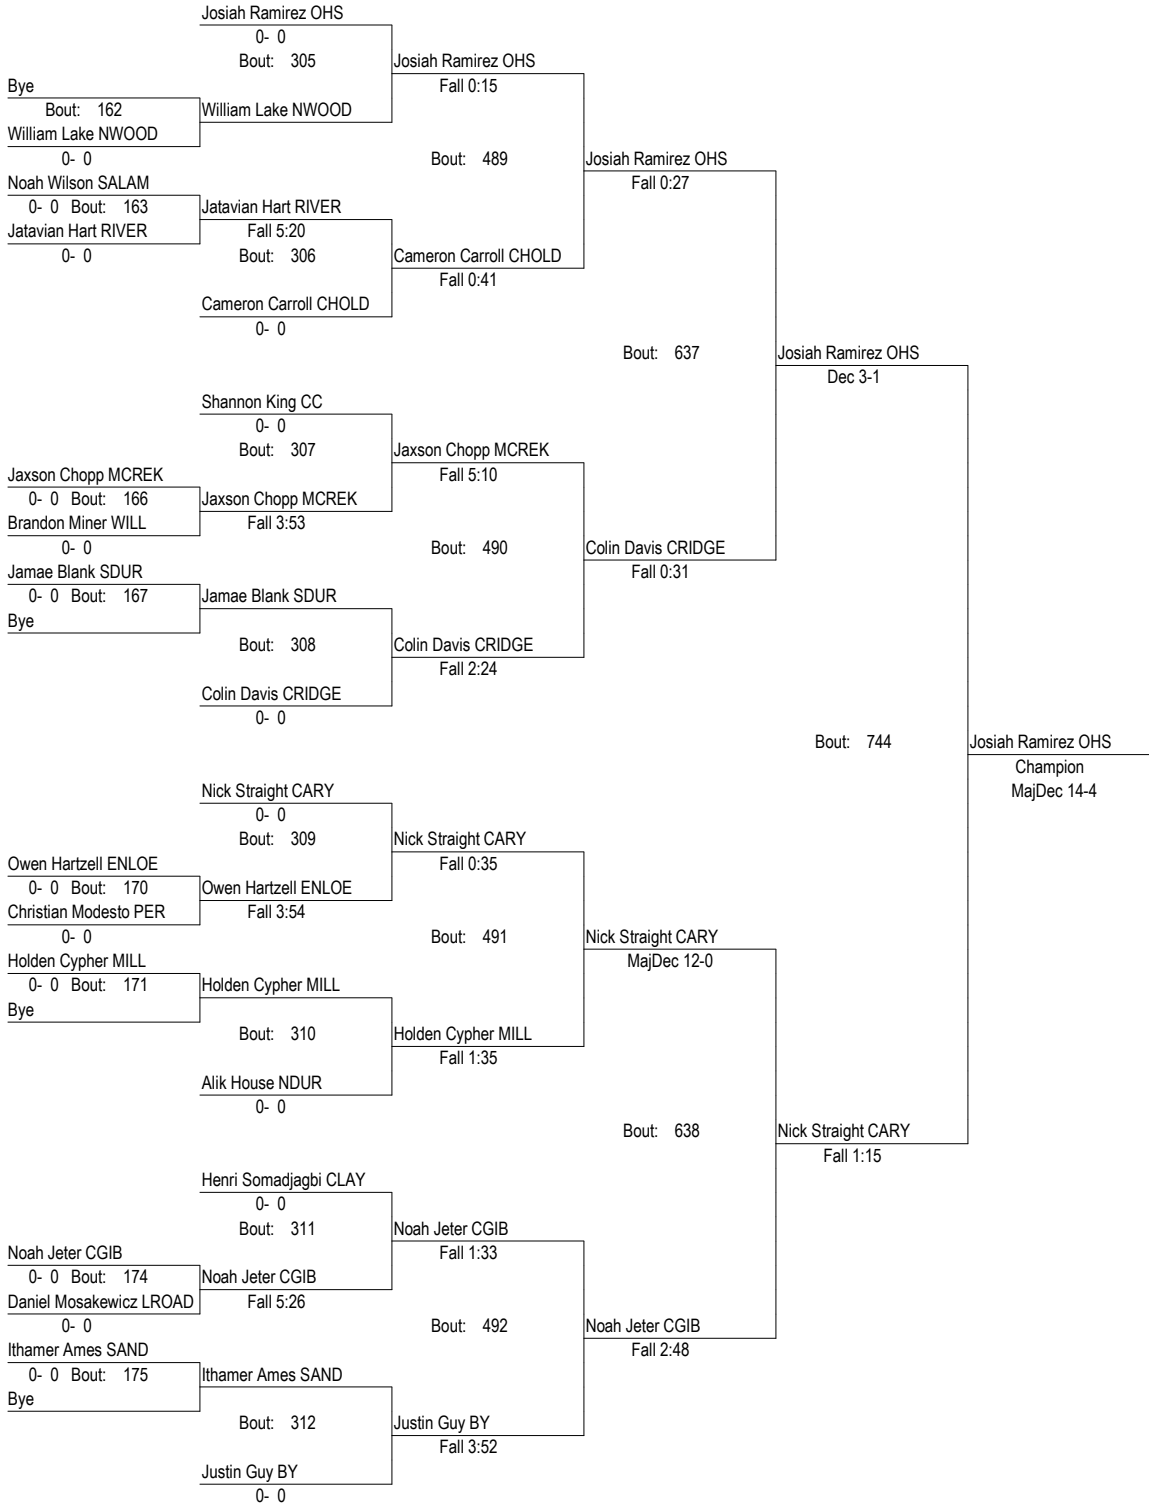 Josiah Ramirez OHS
0- 0
Bout: 305
Josiah Ramirez OHS
Fall 0:15
Bye
Bout: 162
William Lake NWOOD
William Lake NWOOD
0- 0
Bout: 489
Josiah Ramirez OHS
Fall 0:27
Noah Wilson SALAM
0- 0 Bout: 163
Jatavian Hart RIVER
Fall 5:20
Jatavian Hart RIVER
0- 0
Bout: 306
Cameron Carroll CHOLD
Fall 0:41
Cameron Carroll CHOLD
0- 0
Bout: 637
Josiah Ramirez OHS
Dec 3-1
Shannon King CC
0- 0
Bout: 307
Jaxson Chopp MCREK
Fall 5:10
Jaxson Chopp MCREK
0- 0 Bout: 166
Jaxson Chopp MCREK
Fall 3:53
Brandon Miner WILL
0- 0
Bout: 490
Colin Davis CRIDGE
Fall 0:31
Jamae Blank SDUR
0- 0 Bout: 167
Jamae Blank SDUR
Bye
Bout: 308
Colin Davis CRIDGE
Fall 2:24
Colin Davis CRIDGE
0- 0
Bout: 744
Josiah Ramirez OHS
Champion
MajDec 14-4
Nick Straight CARY
0- 0
Bout: 309
Nick Straight CARY
Fall 0:35
Owen Hartzell ENLOE
0- 0 Bout: 170
Owen Hartzell ENLOE
Fall 3:54
Christian Modesto PER
0- 0
Bout: 491
Nick Straight CARY
MajDec 12-0
Holden Cypher MILL
0- 0 Bout: 171
Holden Cypher MILL
Bye
Bout: 310
Holden Cypher MILL
Fall 1:35
Alik House NDUR
0- 0
Bout: 638
Nick Straight CARY
Fall 1:15
Henri Somadjagbi CLAY
0- 0
Bout: 311
Noah Jeter CGIB
Fall 1:33
Noah Jeter CGIB
0- 0 Bout: 174
Noah Jeter CGIB
Fall 5:26
Daniel Mosakewicz LROAD
0- 0
Bout: 492
Noah Jeter CGIB
Fall 2:48
Ithamer Ames SAND
0- 0 Bout: 175
Ithamer Ames SAND
Bye
Bout: 312
Justin Guy BY
Fall 3:52
Justin Guy BY
0- 0